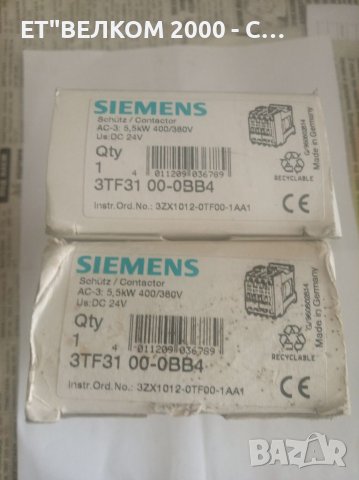 ЕТ"ВЕЛКОМ 2000 - С...
SIEMENS
Schütz / Contactor
AC-3: 5,5kW 400/380V
Us:DC 24V
Qty
1
4 011209 036789
3TF31 00-0BB4
Instr.Ord.No.: 3ZX1012-0TF00-1AA1
RECYCLABLE
Made in Germany
CE
SIEMENS
Schütz / Contactor
AC-3: 5,5kW 400/380V
Us:DC 24V
Qty
1
4 011209 036789
3TF31 00-0BB4
Instr.Ord.No.: 3ZX1012-0TF00-1AA1
RECYCLABLE
Made in Germany
CE
BAZAR